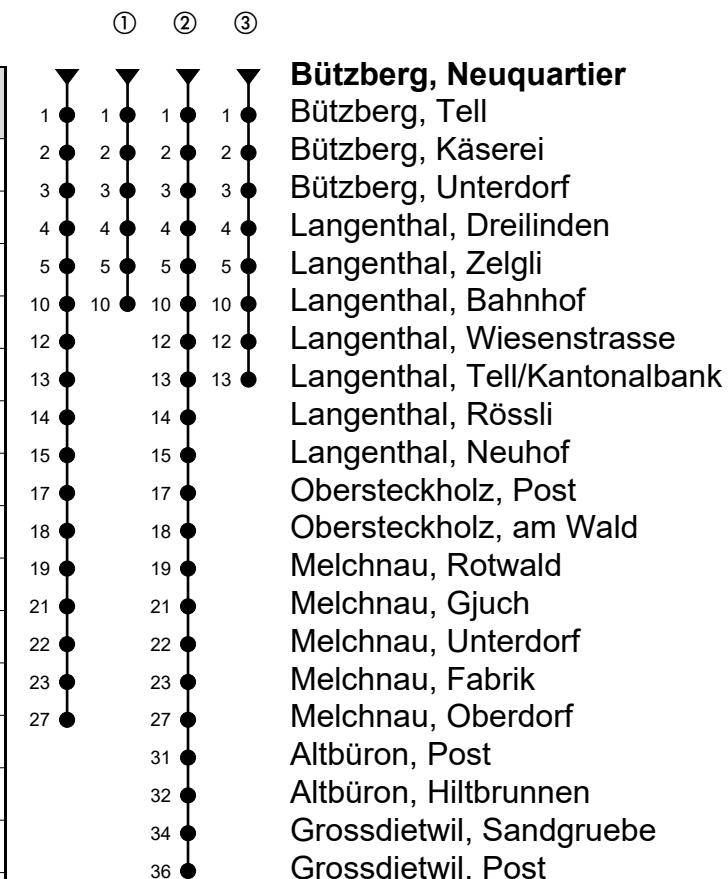 ① ② ③
Bützberg, Neuquartier
1 1 1 1 Bützberg, Tell
2 2 2 2 Bützberg, Käserei
3 3 3 3 Bützberg, Unterdorf
4 4 4 4 Langenthal, Dreilinden
5 5 5 5 Langenthal, Zelgli
10 10 10 10 Langenthal, Bahnhof
12 12 12 Langenthal, Wiesenstrasse
13 13 13 Langenthal, Tell/Kantonalbank
14 14 Langenthal, Rössli
15 15 Langenthal, Neuhof
17 17 Obersteckholz, Post
18 18 Obersteckholz, am Wald
19 19 Melchnau, Rotwald
21 21 Melchnau, Gjuch
22 22 Melchnau, Unterdorf
23 23 Melchnau, Fabrik
27 27 Melchnau, Oberdorf
31 Altbüron, Post
32 Altbüron, Hiltbrunnen
34 Grossdietwil, Sandgruebe
36 Grossdietwil, Post